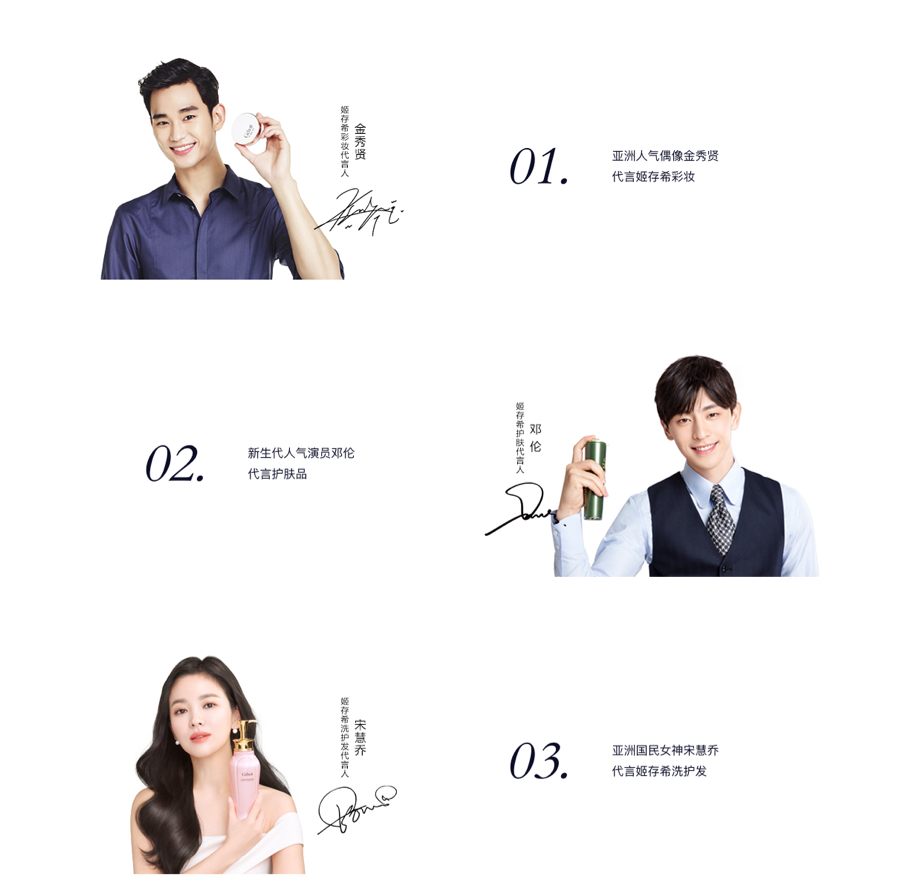 姬存希彩妆代言人
金秀贤
01.
亚洲人气偶像金秀贤
代言姬存希彩妆
02.
新生代人气演员邓伦
代言护肤品
姬存希护肤代言人
邓伦
姬存希洗护发代言人
宋慧乔
03.
亚洲国民女神宋慧乔
代言姬存希洗护发